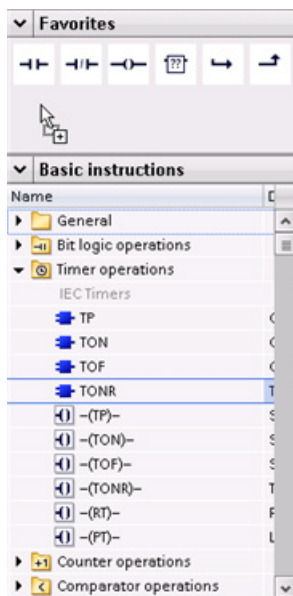 Favorites
??
Basic instructions
Name
General
Bit logic operations
Timer operations
IEC Timers
TP
TON
TOF
TONR
-(TP)-
-(TON)-
-(TOF)-
-(TONR)-
-(RT)-
-(PT)-
+1 Counter operations
Comparator operations